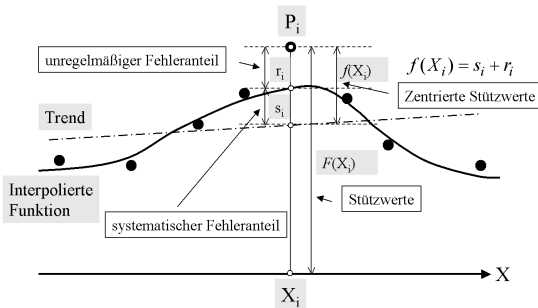 P_i
unregelmäßiger Fehleranteil
r_i
f(X_i)
f(X_i) = s_i + r_i
Zentrierte Stützwerte
s_i
Trend
F(X_i)
Interpolierte
Funktion
systematischer Fehleranteil
Stützwerte
X
X_i